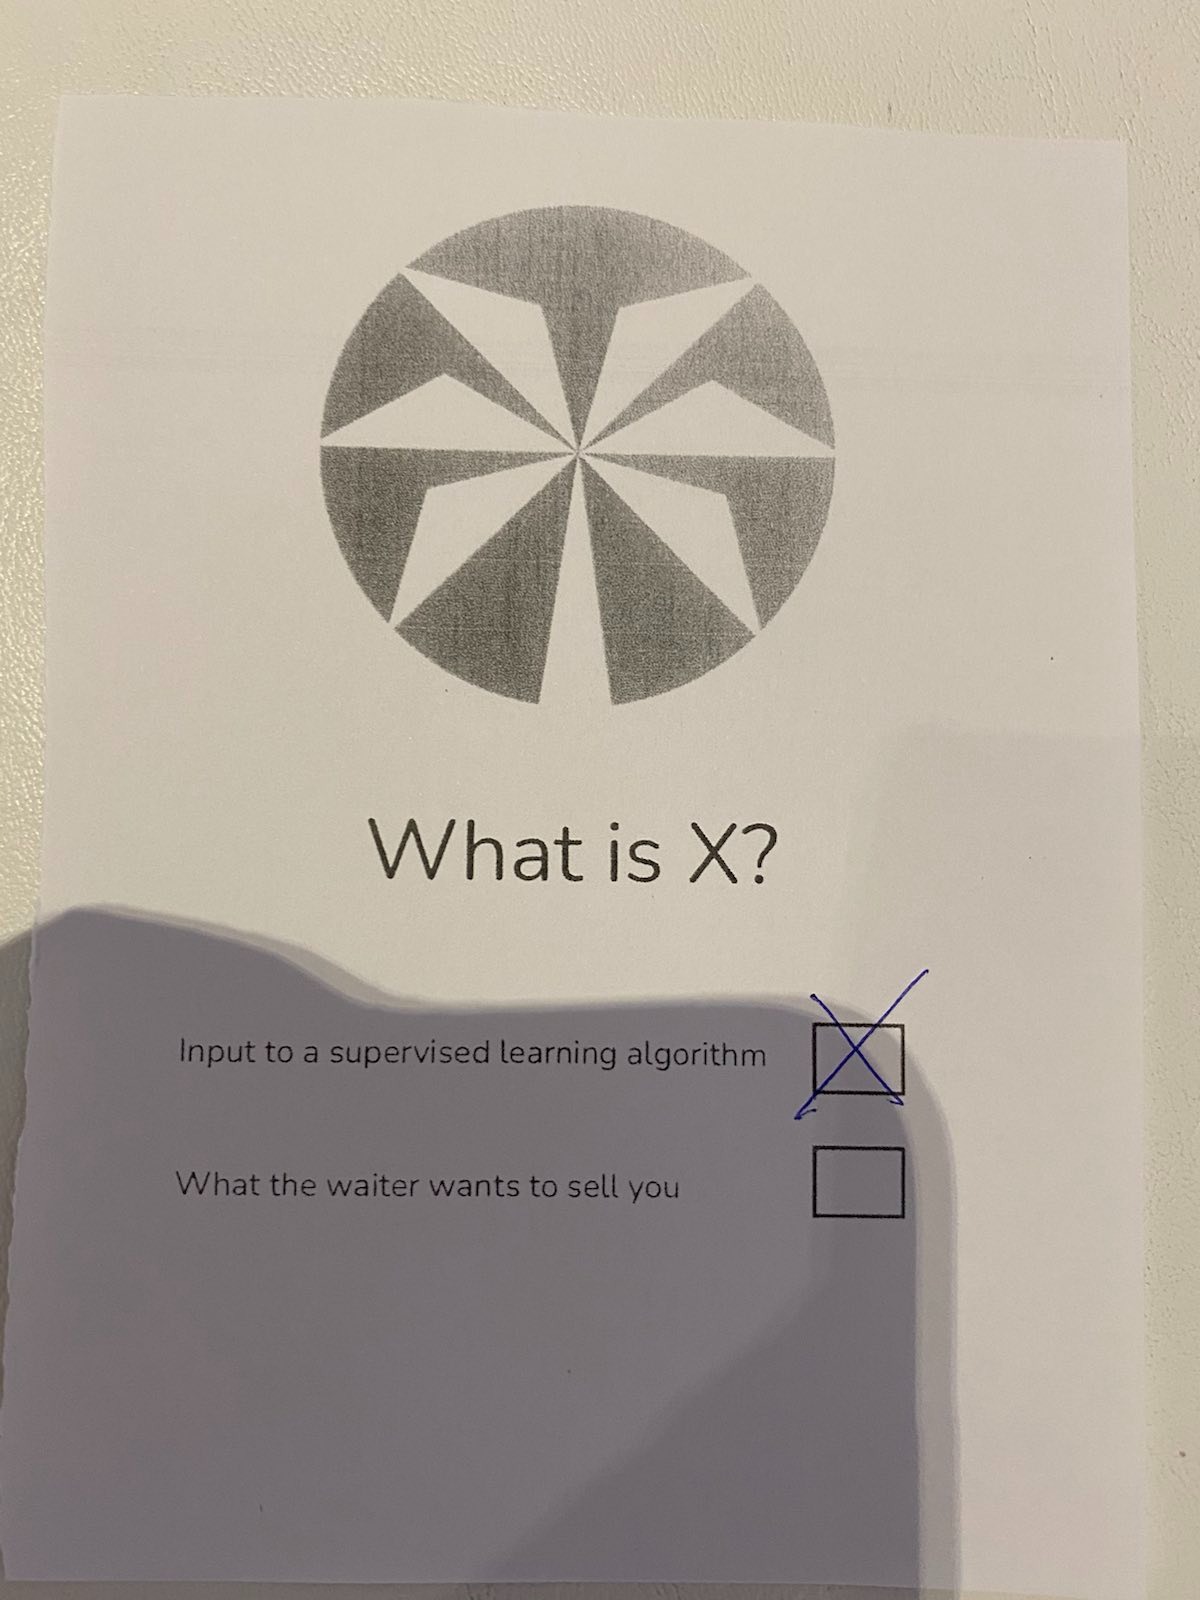 What is X?
Input to a supervised learning algorithm
What the waiter wants to sell you